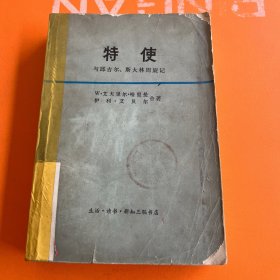 特使
与邱吉尔、斯大林周旋记
W·艾夫里尔·哈里曼
伊利·艾贝尔 合著
生活·读书·新知三联书店